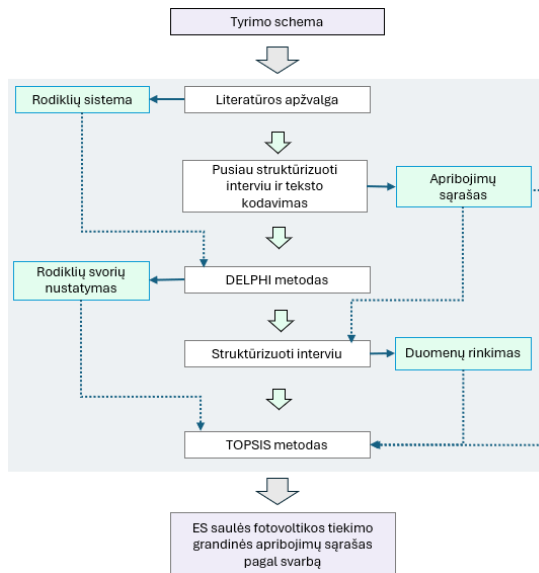 Tyrimo schema
Rodiklių sistema
Literatūros apžvalga
Pusiau struktūrizuoti
interviu ir teksto
kodavimas
Apribojimų
sąrašas
Rodiklių svorių
nustatymas
DELPHI metodas
Struktūrizuoti interviu
Duomenų rinkimas
TOPSIS metodas
ES saulės fotovoltikos tiekimo
grandinės apribojimų sąrašas
pagal svarbą